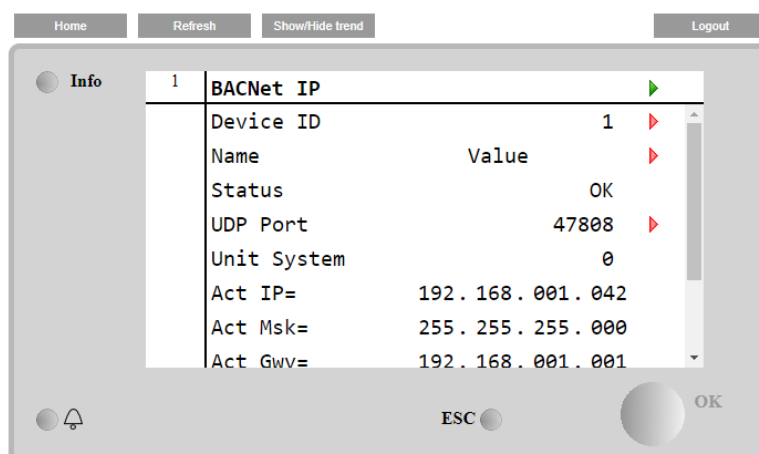 Home Refresh Show/Hide trend Logout
Info
1 BACNet IP
Device ID 1
Name Value
Status OK
UDP Port 47808
Unit System 0
Act IP= 192.168.001.042
Act Msk= 255.255.255.000
Act Gwy= 192.168.001.001
ESC OK